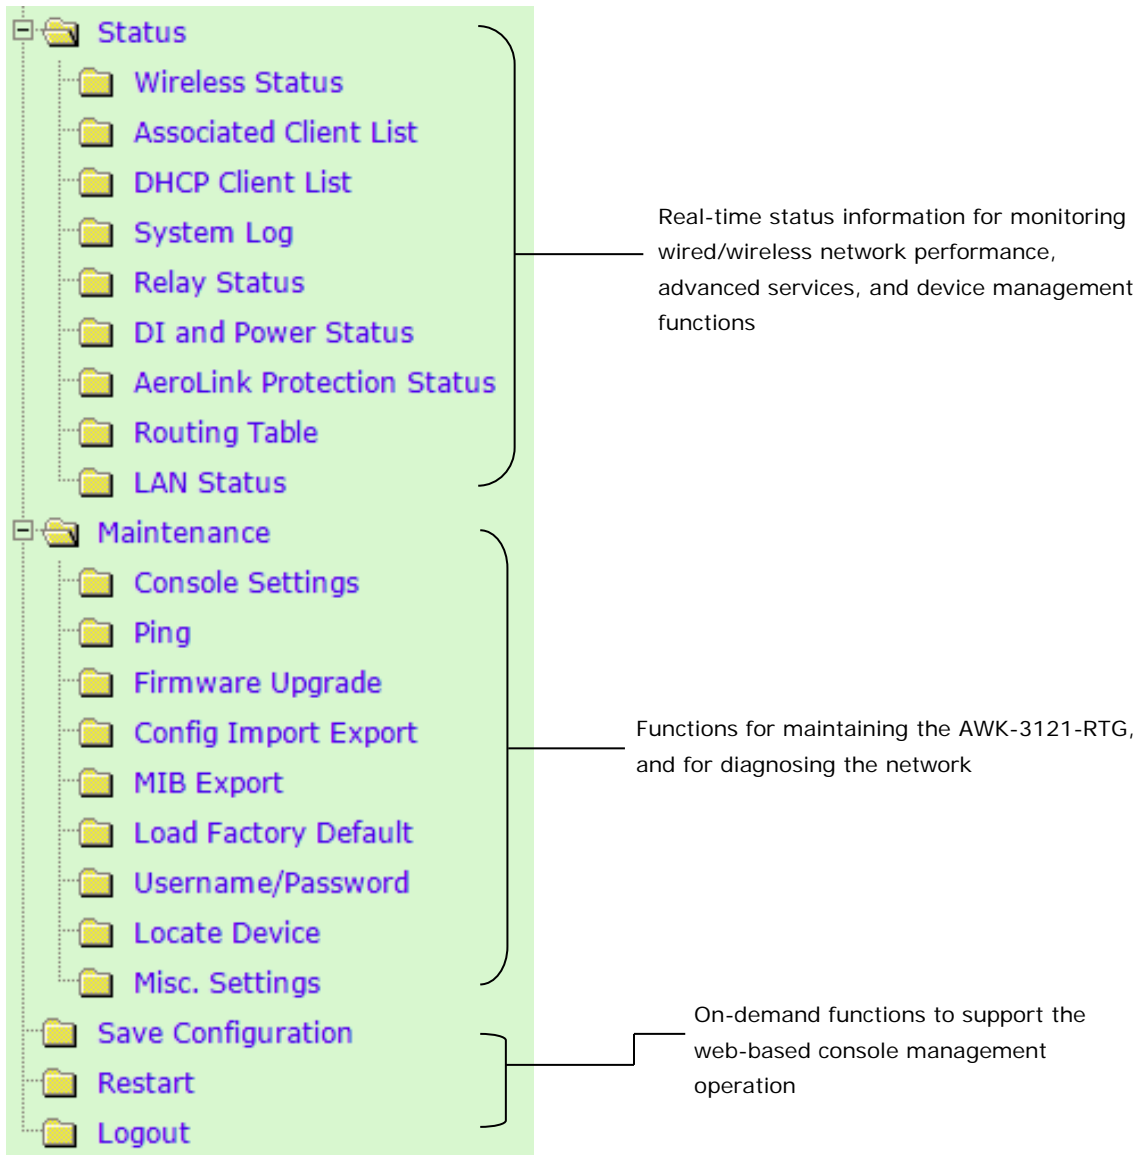 Status
Wireless Status
Associated Client List
DHCP Client List
System Log
Relay Status
DI and Power Status
AeroLink Protection Status
Routing Table
LAN Status
Real-time status information for monitoring
wired/wireless network performance,
advanced services, and device management
functions
Maintenance
Console Settings
Ping
Firmware Upgrade
Config Import Export
MIB Export
Load Factory Default
Username/Password
Locate Device
Misc. Settings
Functions for maintaining the AWK-3121-RTG,
and for diagnosing the network
Save Configuration
Restart
Logout
On-demand functions to support the
web-based console management
operation